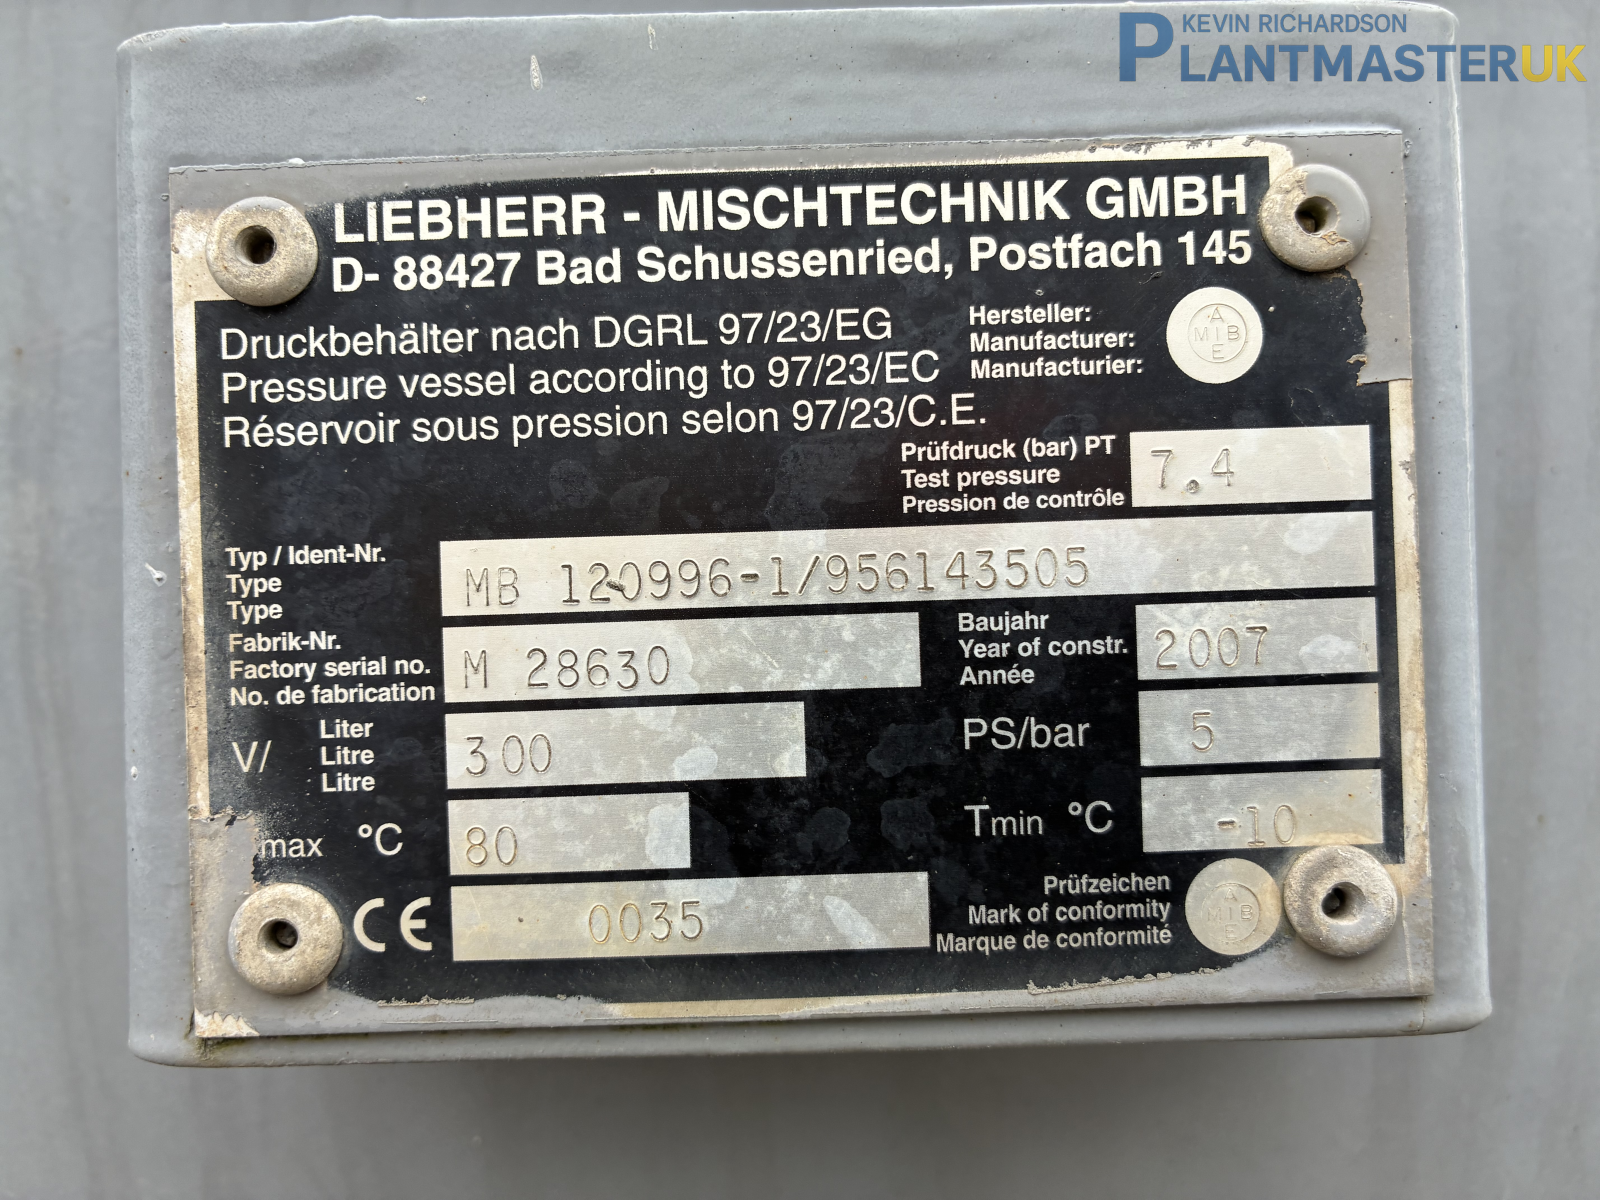 KEVIN RICHARDSON
PLANTMASTERUK
LIEBHERR - MISCHTECHNIK GMBH
D- 88427 Bad Schussenried, Postfach 145
Druckbehälter nach DGRL 97/23/EG
Pressure vessel according to 97/23/EC
Réservoir sous pression selon 97/23/C.E.
Hersteller:
Manufacturer:
Manufacturier:
A
MIB
E
Prüfdruck (bar) PT
Test pressure
Pression de contrôle
7.4
Typ / Ident-Nr.
Type
Type
MB 120996-1/956143505
Fabrik-Nr.
Factory serial no.
No. de fabrication
M 28630
Baujahr
Year of constr.
Année
2007
V/
Liter
Litre
Litre
300
PS/bar
5
max °C
80
Tmin °C
-10
CE
0035
Prüfzeichen
Mark of conformity
Marque de conformité
A
MIB
E